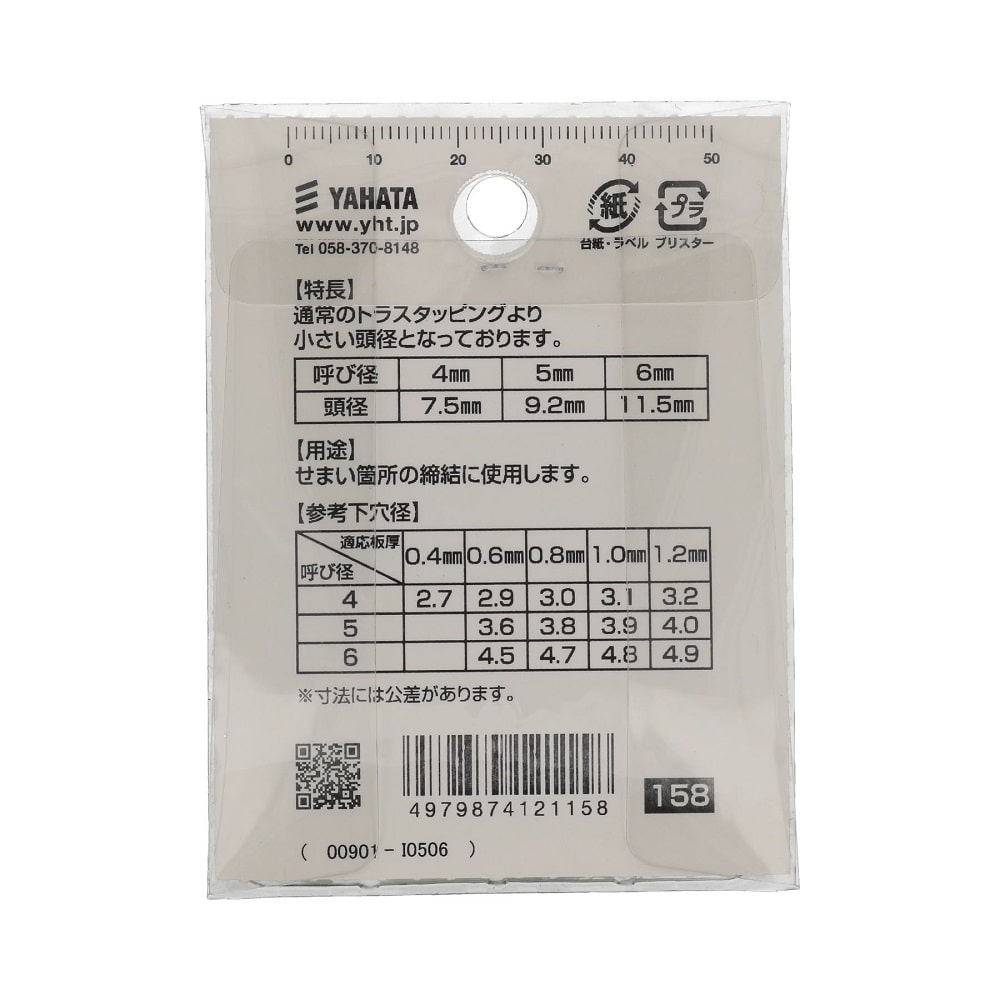 0 10 20 30 40 50
YAHATA
www.yht.jp
Tel 058-370-8148
紙 プラ
台紙・ラベル ブリスター
【特長】
通常のトラスタッピングより
小さい頭径となっております。
呼び径 4㎜ 5㎜ 6㎜
頭径 7.5㎜ 9.2㎜ 11.5㎜
【用途】
せまい箇所の締結に使用します。
【参考下穴径】
適応板厚 0.4㎜ 0.6㎜ 0.8㎜ 1.0㎜ 1.2㎜
呼び径
4 2.7 2.9 3.0 3.1 3.2
5 3.6 3.8 3.9 4.0
6 4.5 4.7 4.8 4.9
※寸法には公差があります。
4979874121158
158
( 00901-I0506 )